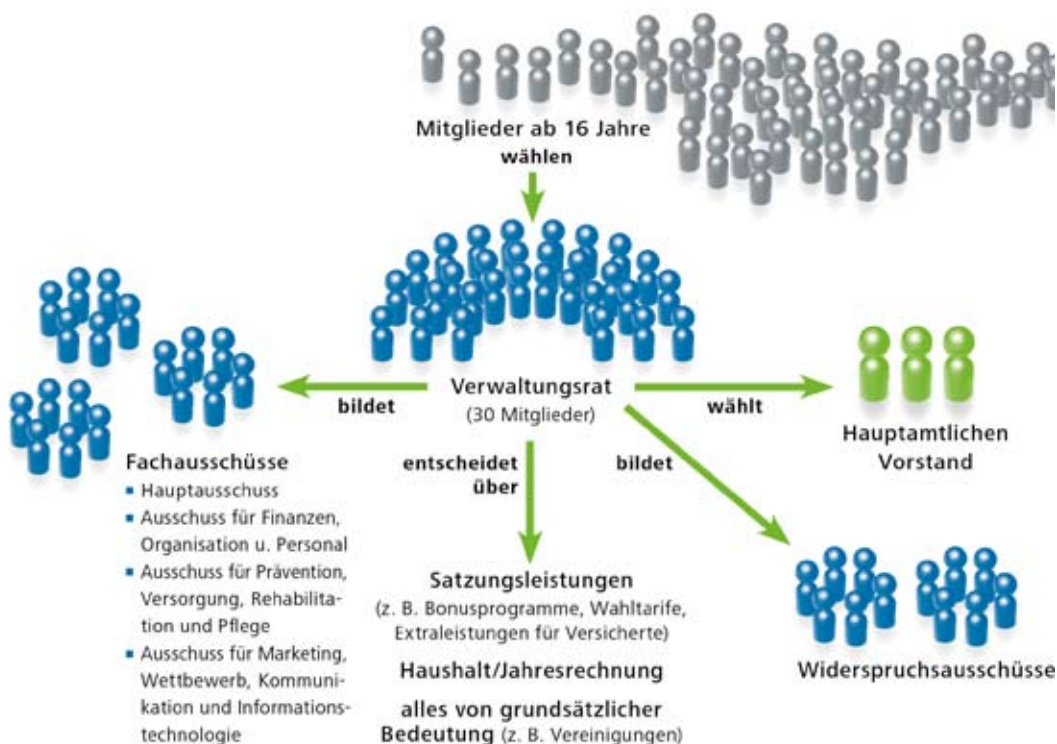 Mitglieder ab 16 Jahre
wählen
Verwaltungsrat
(30 Mitglieder)
bildet
wählt
Hauptamtlichen
Vorstand
entscheidet
über
bildet
Fachausschüsse
Hauptausschuss
Ausschuss für Finanzen,
Organisation u. Personal
Ausschuss für Prävention,
Versorgung, Rehabilita-
tion und Pflege
Ausschuss für Marketing,
Wettbewerb, Kommuni-
kation und Informations-
technologie
Satzungsleistungen
(z. B. Bonusprogramme, Wahltarife,
Extraleistungen für Versicherte)
Haushalt/Jahresrechnung
alles von grundsätzlicher
Bedeutung (z. B. Vereinigungen)
Widerspruchsausschüsse